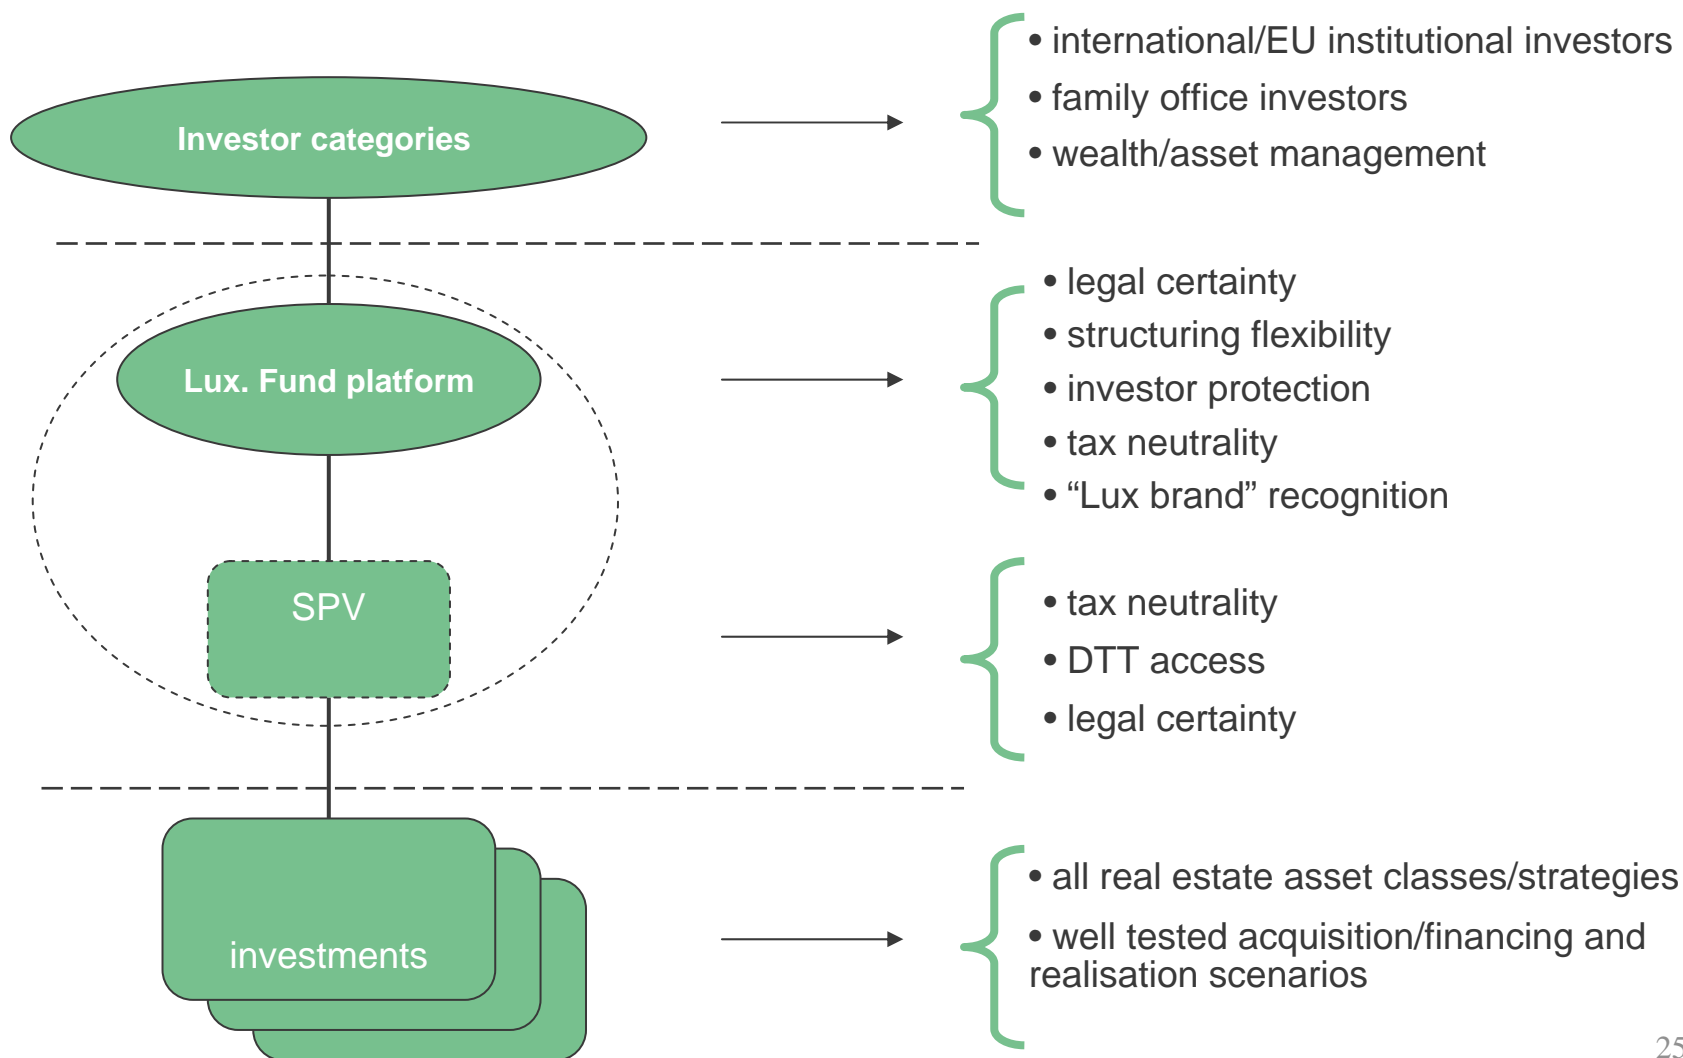 Investor categories
• international/EU institutional investors
• family office investors
• wealth/asset management
Lux. Fund platform
• legal certainty
• structuring flexibility
• investor protection
• tax neutrality
• “Lux brand” recognition
SPV
• tax neutrality
• DTT access
• legal certainty
investments
• all real estate asset classes/strategies
• well tested acquisition/financing and
realisation scenarios
25